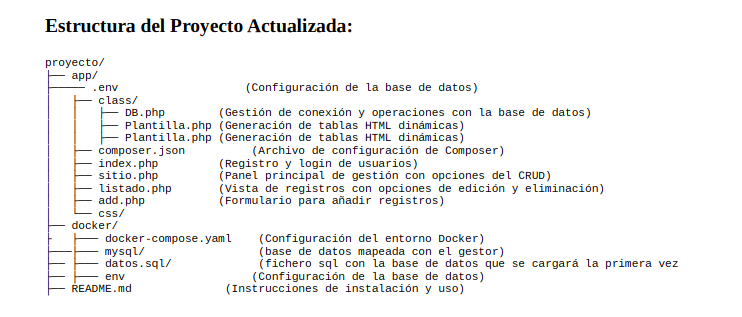 Estructura del Proyecto Actualizada:
proyecto/
├── app/
├───── .env (Configuración de la base de datos)
│   ├── class/
│   │   ├── DB.php (Gestión de conexión y operaciones con la base de datos)
│   │   ├── Plantilla.php (Generación de tablas HTML dinámicas)
│   │   ├── Plantilla.php (Generación de tablas HTML dinámicas)
│   ├── composer.json (Archivo de configuración de Composer)
│   ├── index.php (Registro y login de usuarios)
│   ├── sitio.php (Panel principal de gestión con opciones del CRUD)
│   ├── listado.php (Vista de registros con opciones de edición y eliminación)
│   ├── add.php (Formulario para añadir registros)
│   └── css/
├── docker/
├   ├─── docker-compose.yaml (Configuración del entorno Docker)
├───├─── mysql/ (base de datos mapeada con el gestor)
├── ├── datos.sql/ (fichero sql con la base de datos que se cargará la primera vez
│   ├── env (Configuración de la base de datos)
├── README.md (Instrucciones de instalación y uso)